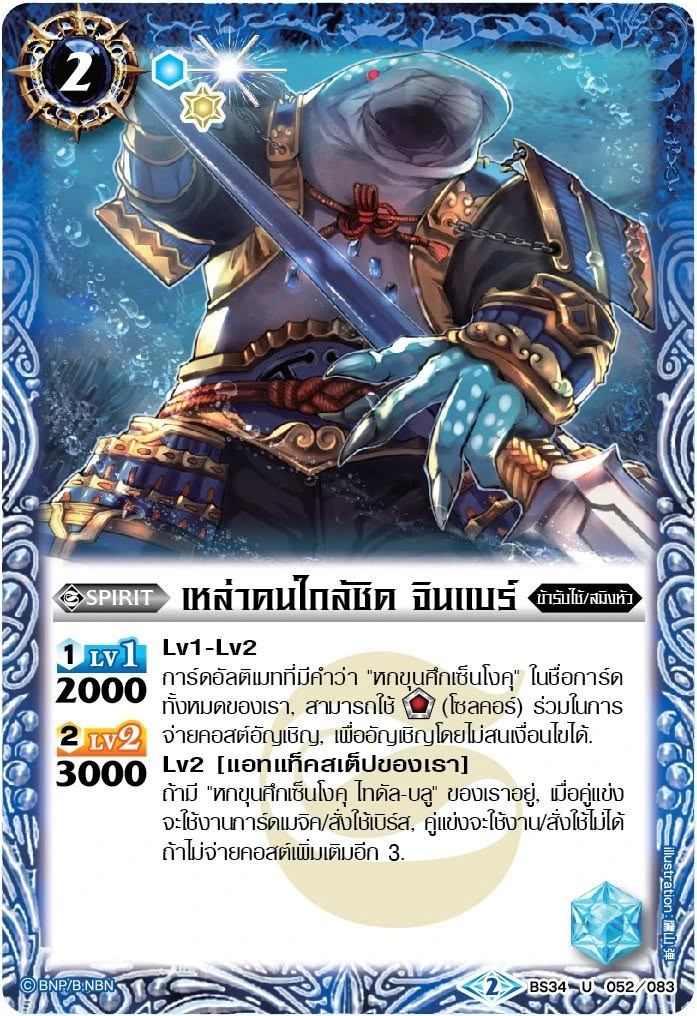 2
SPIRIT
เหล่าคนใกล้ชิด จินแบร์
ข้ารับใช้/สมิงหัว
1 LV1
2000
2 LV2
3000
Lv1-Lv2
การ์ดอัลติเมทที่มีคำว่า "หกขุนศึกเซ็นโงคุ" ในชื่อการ์ด
ทั้งหมดของเรา, สามารถใช้ (โซลคอร์) ร่วมในการ
จ่ายคอสต์อัญเชิญ, เพื่ออัญเชิญโดยไม่สนเงื่อนไขได้.
Lv2 [แอทแท็คสเต็ปของเรา]
ถ้ามี "หกขุนศึกเซ็นโงคุ ไทดัล-บลู" ของเราอยู่, เมื่อคู่แข่ง
จะใช้งานการ์ดเมจิค/สั่งใช้เบิร์ส, คู่แข่งจะใช้งาน/สั่งใช้ไม่ได้
ถ้าไม่จ่ายคอสต์เพิ่มเติมอีก 3.
illustration : 鷹山 弾
©BNP/B,NBN
2
BS34 U 052/083